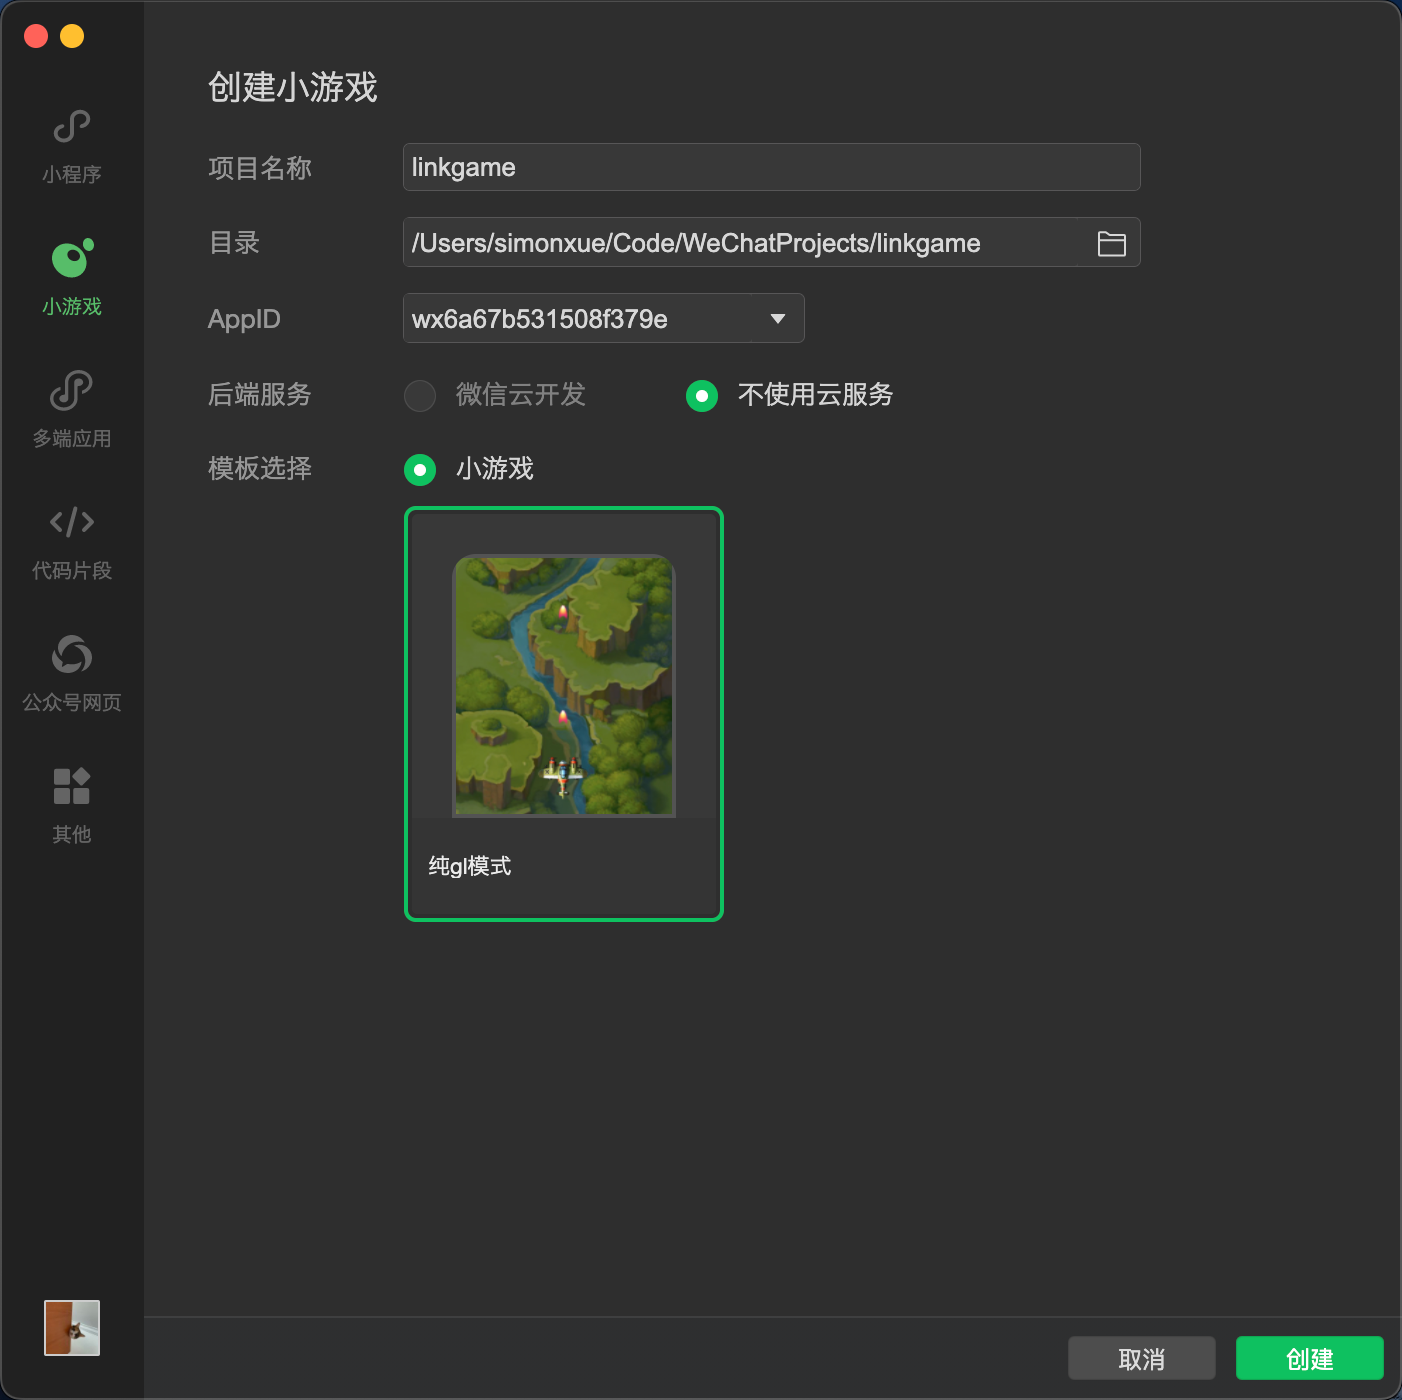 小程序
小游戏
多端应用
代码片段
公众号网页
其他
创建小游戏
项目名称
linkgame
目录
/Users/simonxue/Code/WeChatProjects/linkgame
AppID
wx6a67b531508f379e
后端服务
微信云开发
不使用云服务
模板选择
小游戏
纯gl模式
取消
创建